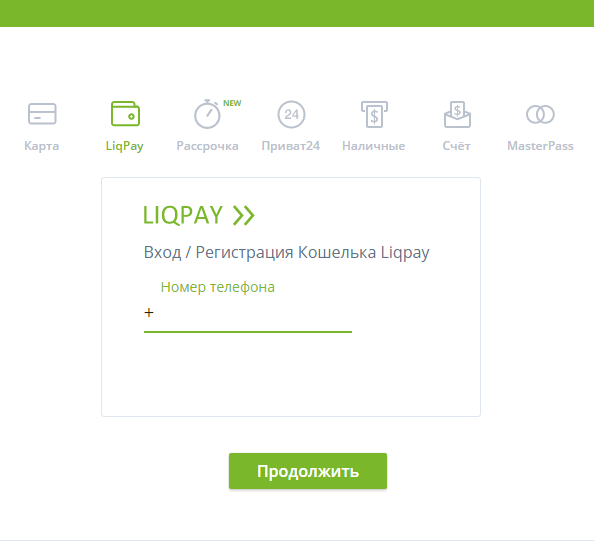 NEW
24
$
$
Карта LiqPay Рассрочка Приват24 Наличные Счёт MasterPass
LIQPAY
Вход / Регистрация Кошелька Liqpay
Номер телефона
+
Продолжить